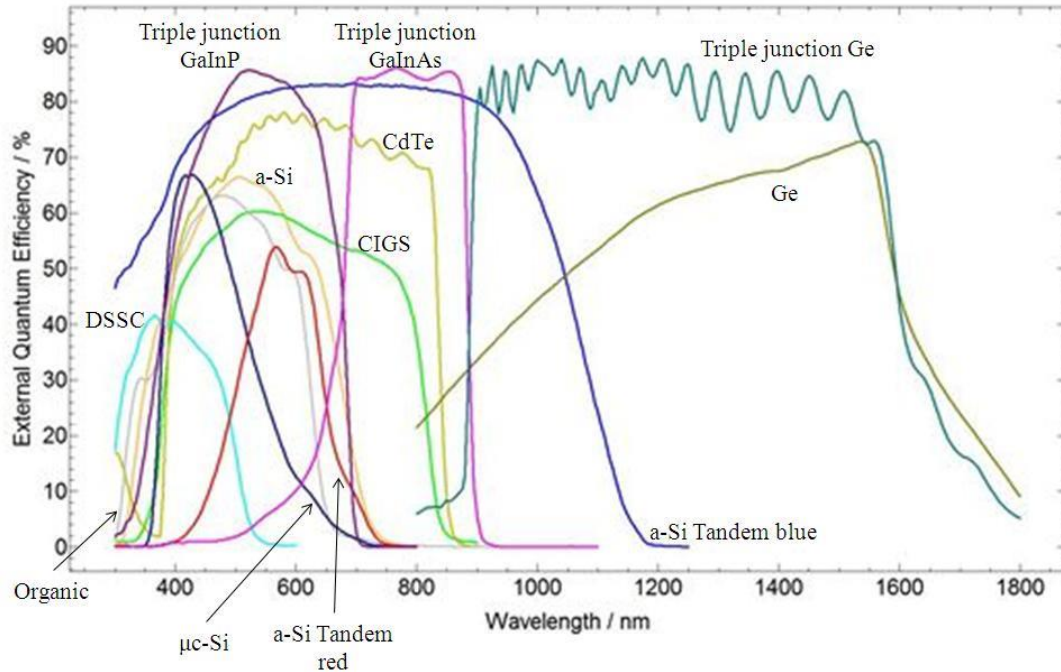 Triple junction
GaInP
Triple junction
GaInAs
Triple junction Ge
90
80
70
60
50
40
30
20
10
0
External Quantum Efficiency / %
CdTe
a-Si
Ge
CIGS
DSSC
a-Si Tandem blue
Organic
400
600
800
1000
1200
1400
1600
1800
Wavelength / nm
μc-Si
a-Si Tandem
red